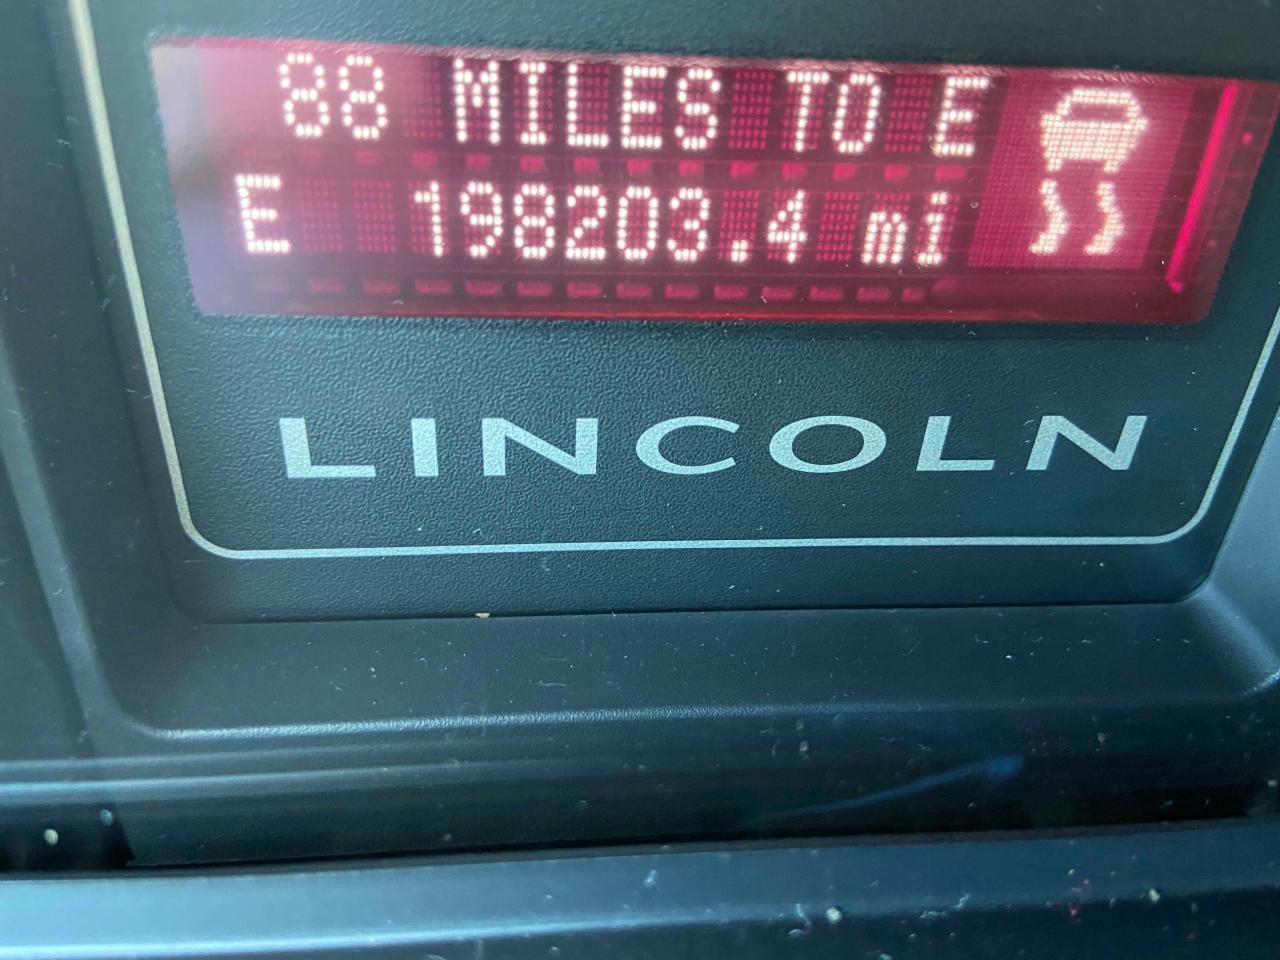 88 MILES TO E
E 198203.4 mi
LINCOLN